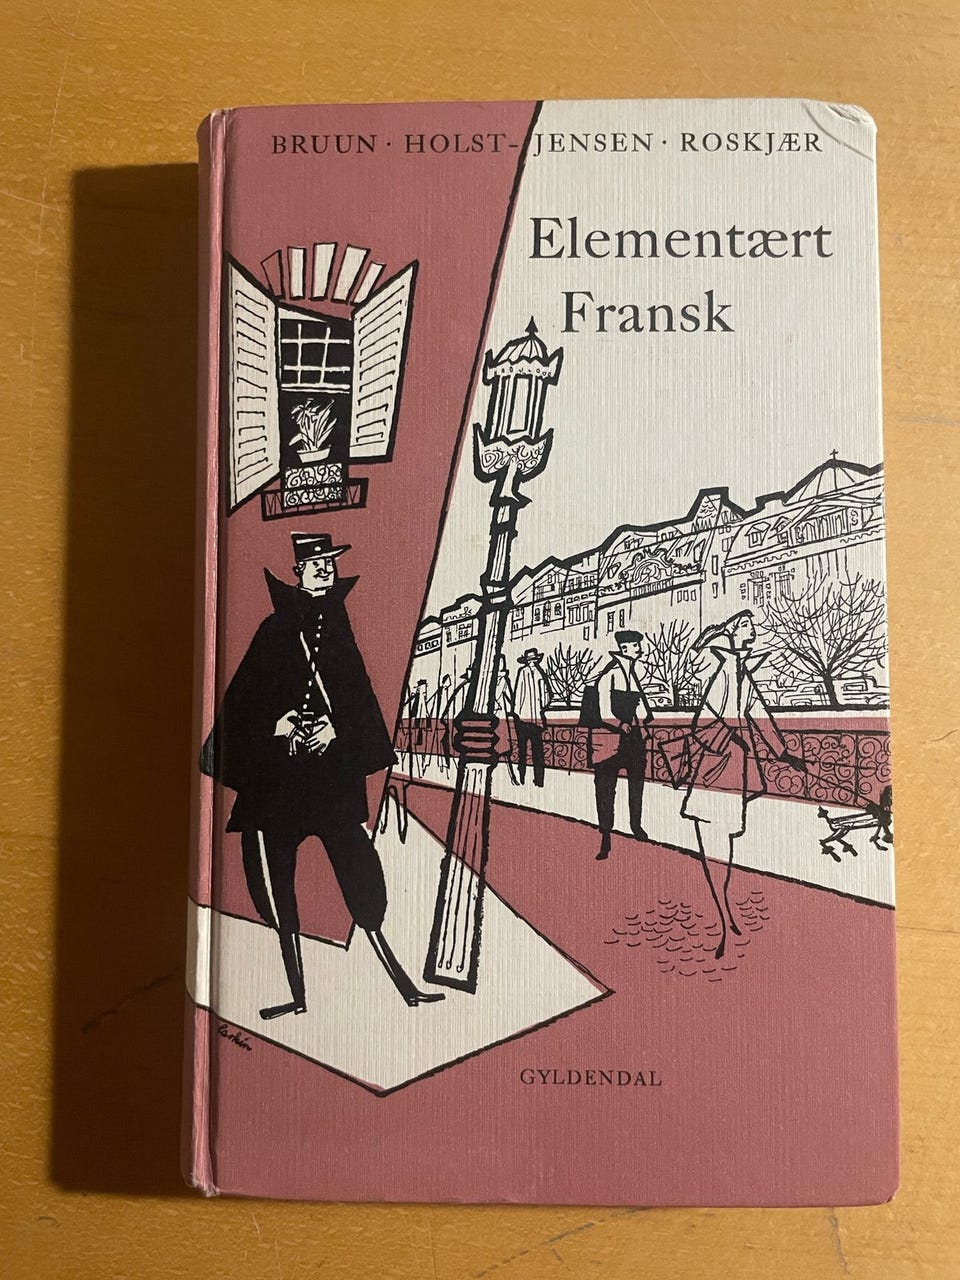 BRUUN · HOLST-JENSEN · ROSKJÆR
Elementært
Fransk
GYLDENDAL